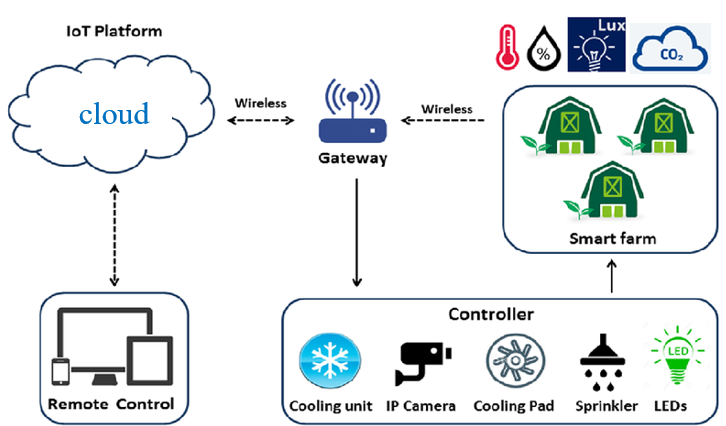 IoT Platform
cloud
Wireless
Gateway
Wireless
%
Lux
CO₂
Smart farm
Remote Control
Controller
LED
Cooling unit
IP Camera
Cooling Pad
Sprinkler
LEDs